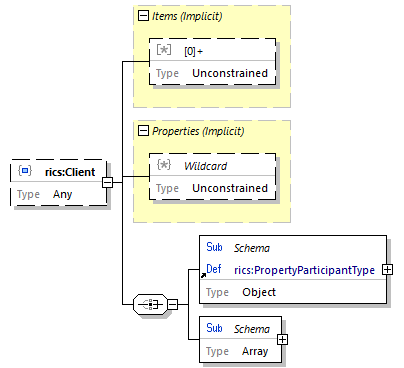 Items (Implicit)
[*] [0]+
Type Unconstrained
Properties (Implicit)
{*} Wildcard
Type Unconstrained
rics:Client
Type Any
Sub Schema
Def rics:PropertyParticipantType
Type Object
Sub Schema
Type Array